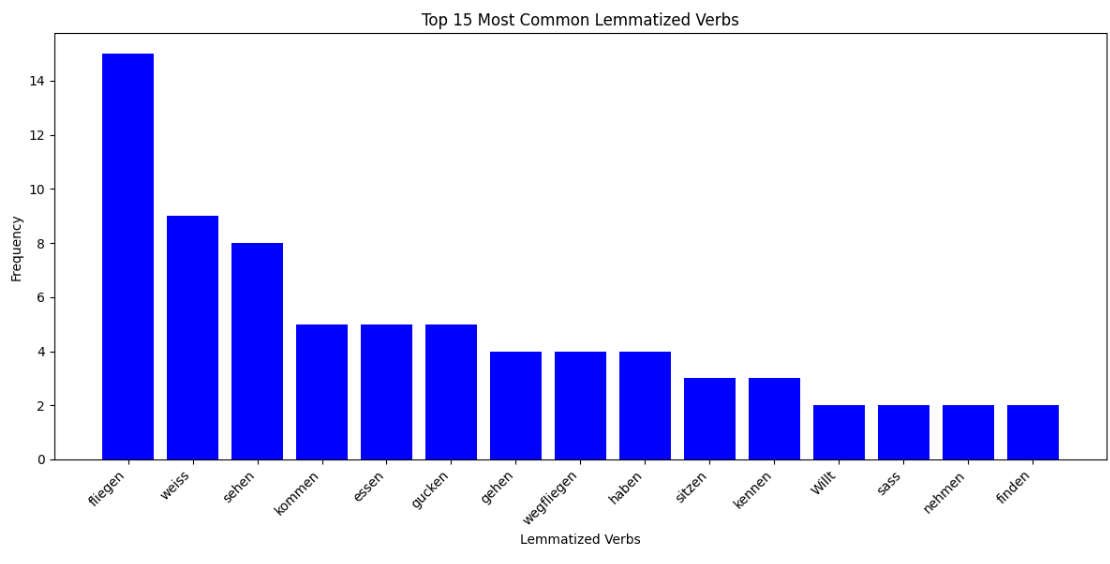 Top 15 Most Common Lemmatized Verbs
Frequency
14
12
10
8
6
4
2
0
fliegen
weiss
sehen
kommen
essen
gucken
gehen
wegfliegen
haben
sitzen
kennen
Willt
sass
nehmen
finden
Lemmatized Verbs